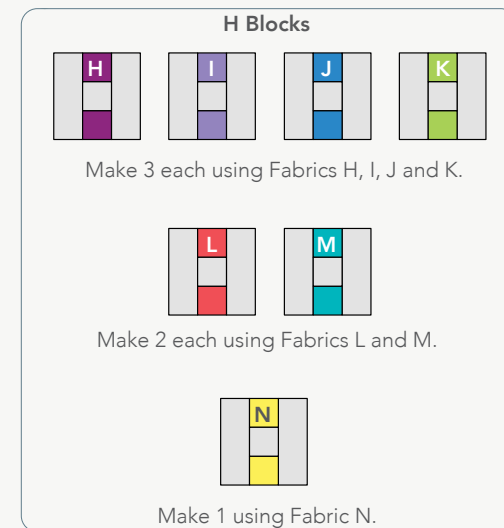 H Blocks
H I J K
Make 3 each using Fabrics H, I, J and K.
L M
Make 2 each using Fabrics L and M.
N
Make 1 using Fabric N.